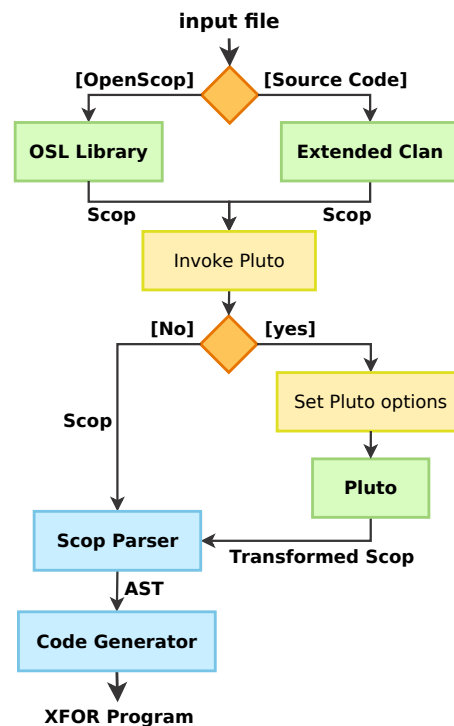 input file
[OpenScop] [Source Code]
OSL Library
Extended Clan
Scop
Scop
Invoke Pluto
[No] [yes]
Set Pluto options
Scop
Pluto
Scop Parser
Transformed Scop
AST
Code Generator
XFOR Program